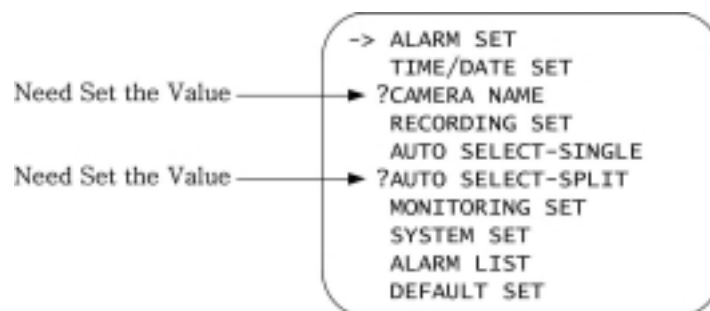 -> ALARM SET
TIME/DATE SET
Need Set the Value ?CAMERA NAME
RECORDING SET
AUTO SELECT-SINGLE
Need Set the Value ?AUTO SELECT-SPLIT
MONITORING SET
SYSTEM SET
ALARM LIST
DEFAULT SET